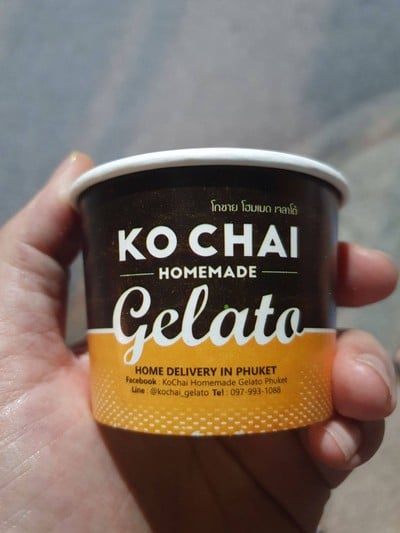 โกชาย โฮมเมด เจลาโต้
KO CHAI
HOMEMADE
Gelato
HOME DELIVERY IN PHUKET
Facebook : KoChai Homemade Gelato Phuket
Line : @kochai_gelato Tel : 097-993-1088